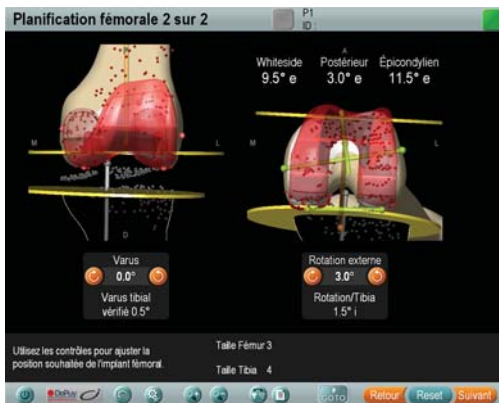 Planification fémorale 2 sur 2
P1
ID :
Whiteside Postérieur Épicondylien
9.5° e 3.0° e 11.5° e
A
M L
M L
D
Varus
0.0°
Varus tibial
vérifié 0.5°
Rotation externe
3.0°
Rotation/Tibia
1.5° i
Utilisez les contrôles pour ajuster la
position souhaitée de l'implant fémoral.
Taille Fémur 3
Taille Tibia 4
DePuy
GOTO
Retour Reset Suivant